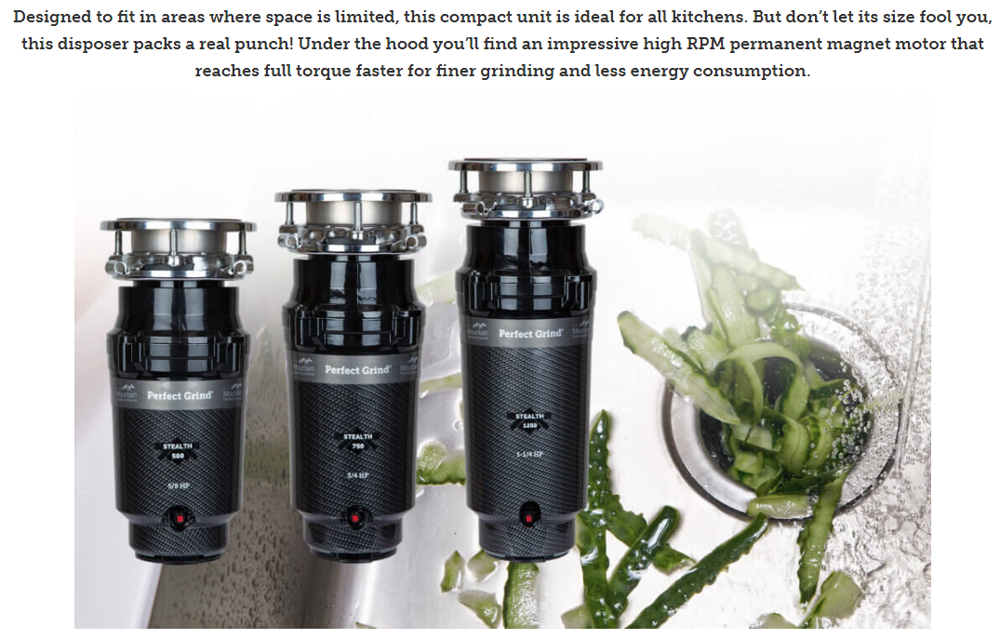 Designed to fit in areas where space is limited, this compact unit is ideal for all kitchens. But don’t let its size fool you,
this disposer packs a real punch! Under the hood you’ll find an impressive high RPM permanent magnet motor that
reaches full torque faster for finer grinding and less energy consumption.
Perfect Grind
STEALTH
560
5/8 HP
Mountain
Perfect Grind
STEALTH
750
3/4 HP
Mountain
Perfect Grind
STEALTH
1250
1-1/4 HP